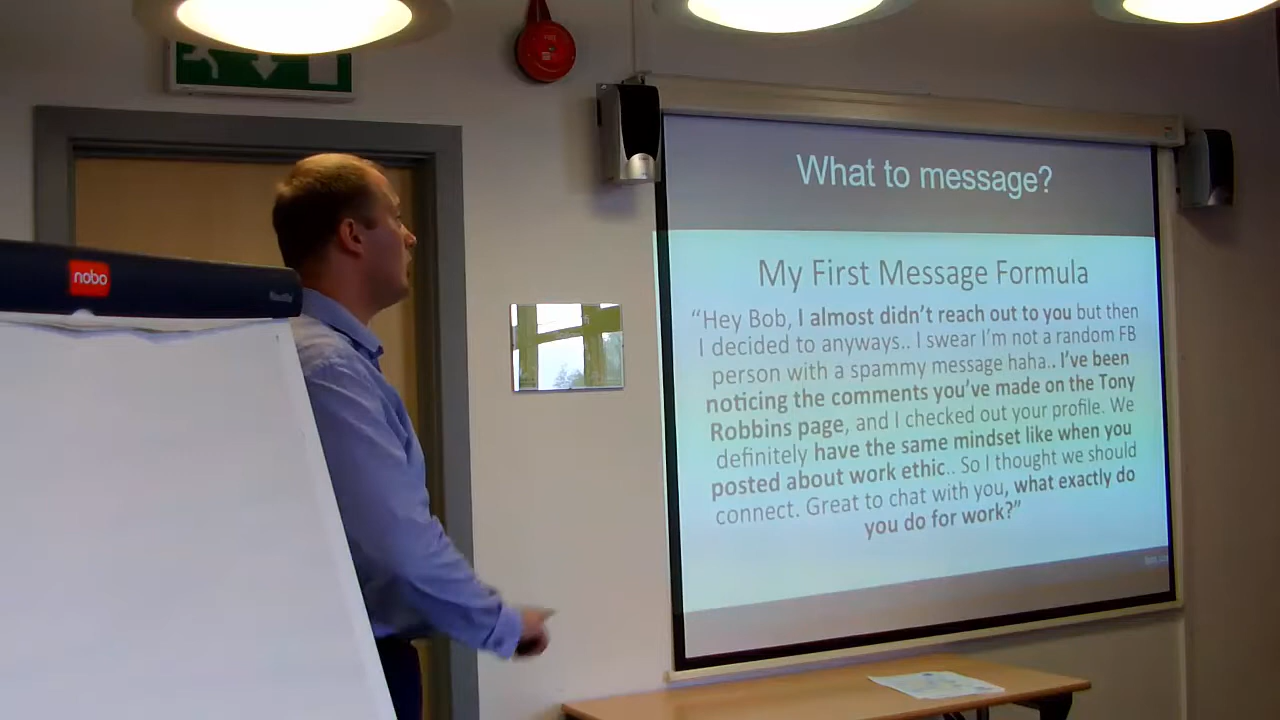 nobo
What to message?
My First Message Formula
“Hey Bob, I almost didn’t reach out to you but then
I decided to anyways.. I swear I’m not a random FB
person with a spammy message haha.. I’ve been
noticing the comments you’ve made on the Tony
Robbins page, and I checked out your profile. We
definitely have the same mindset like when you
posted about work ethic.. So I thought we should
connect. Great to chat with you, what exactly do
you do for work?”